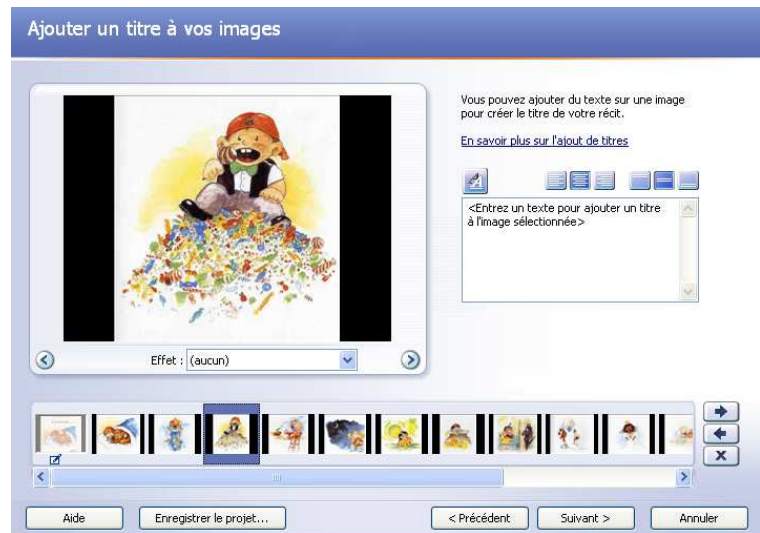 Ajouter un titre à vos images
Vous pouvez ajouter du texte sur une image
pour créer le titre de votre récit.
En savoir plus sur l'ajout de titres
<Entrez un texte pour ajouter un titre
à l'image sélectionnée>
Effet : (aucun)
Aide
Enregistrer le projet...
< Précédent
Suivant >
Annuler